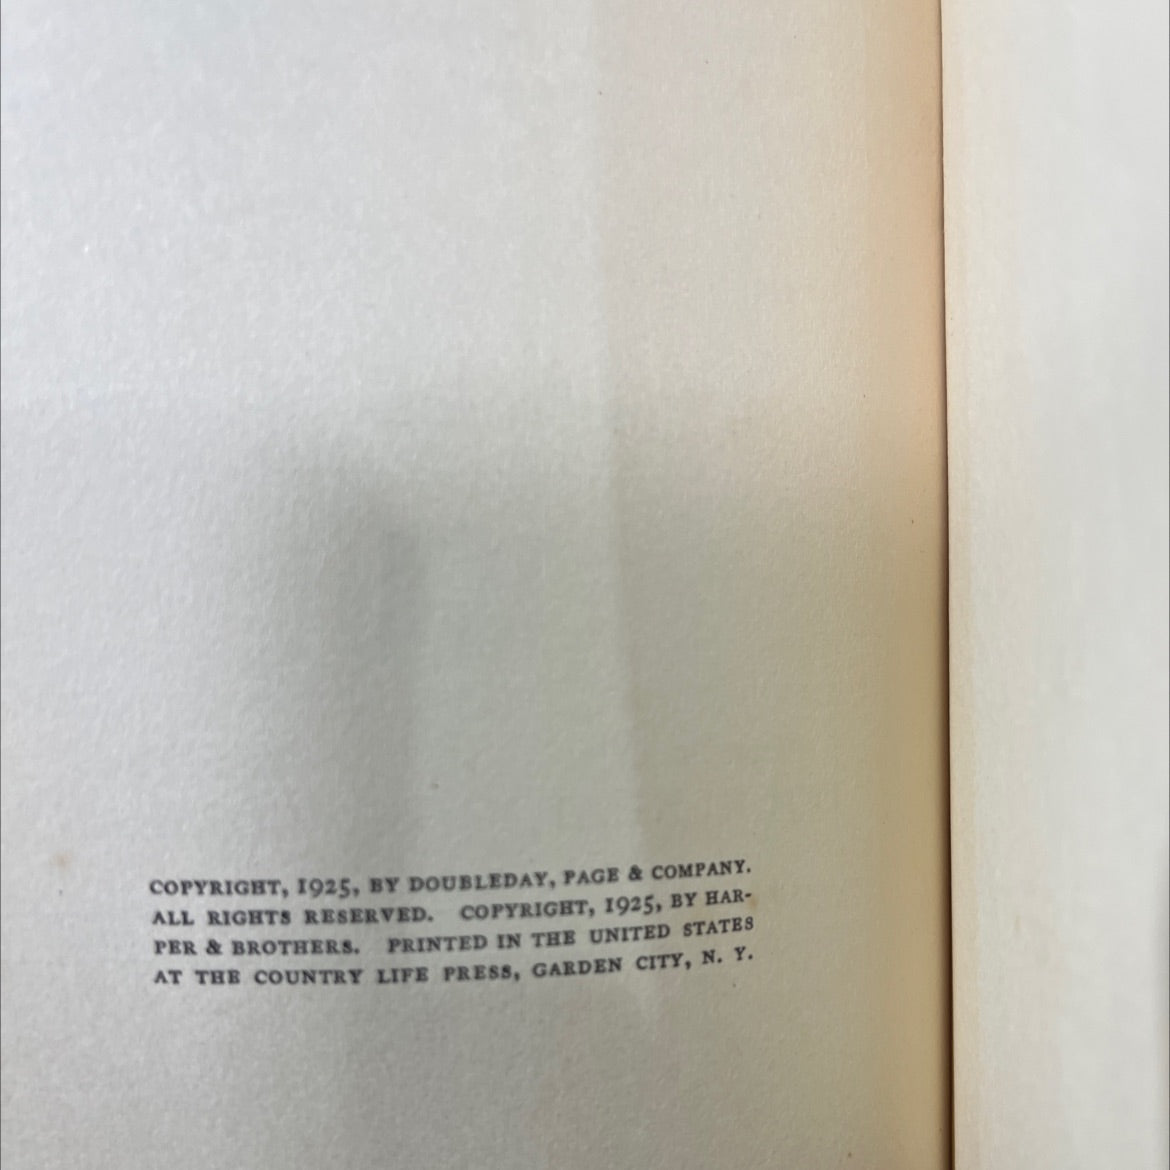 COPYRIGHT, 1925, BY DOUBLEDAY, PAGE & COMPANY.
ALL RIGHTS RESERVED. COPYRIGHT, 1925, BY HAR-
PER & BROTHERS. PRINTED IN THE UNITED STATES
AT THE COUNTRY LIFE PRESS, GARDEN CITY, N. Y.